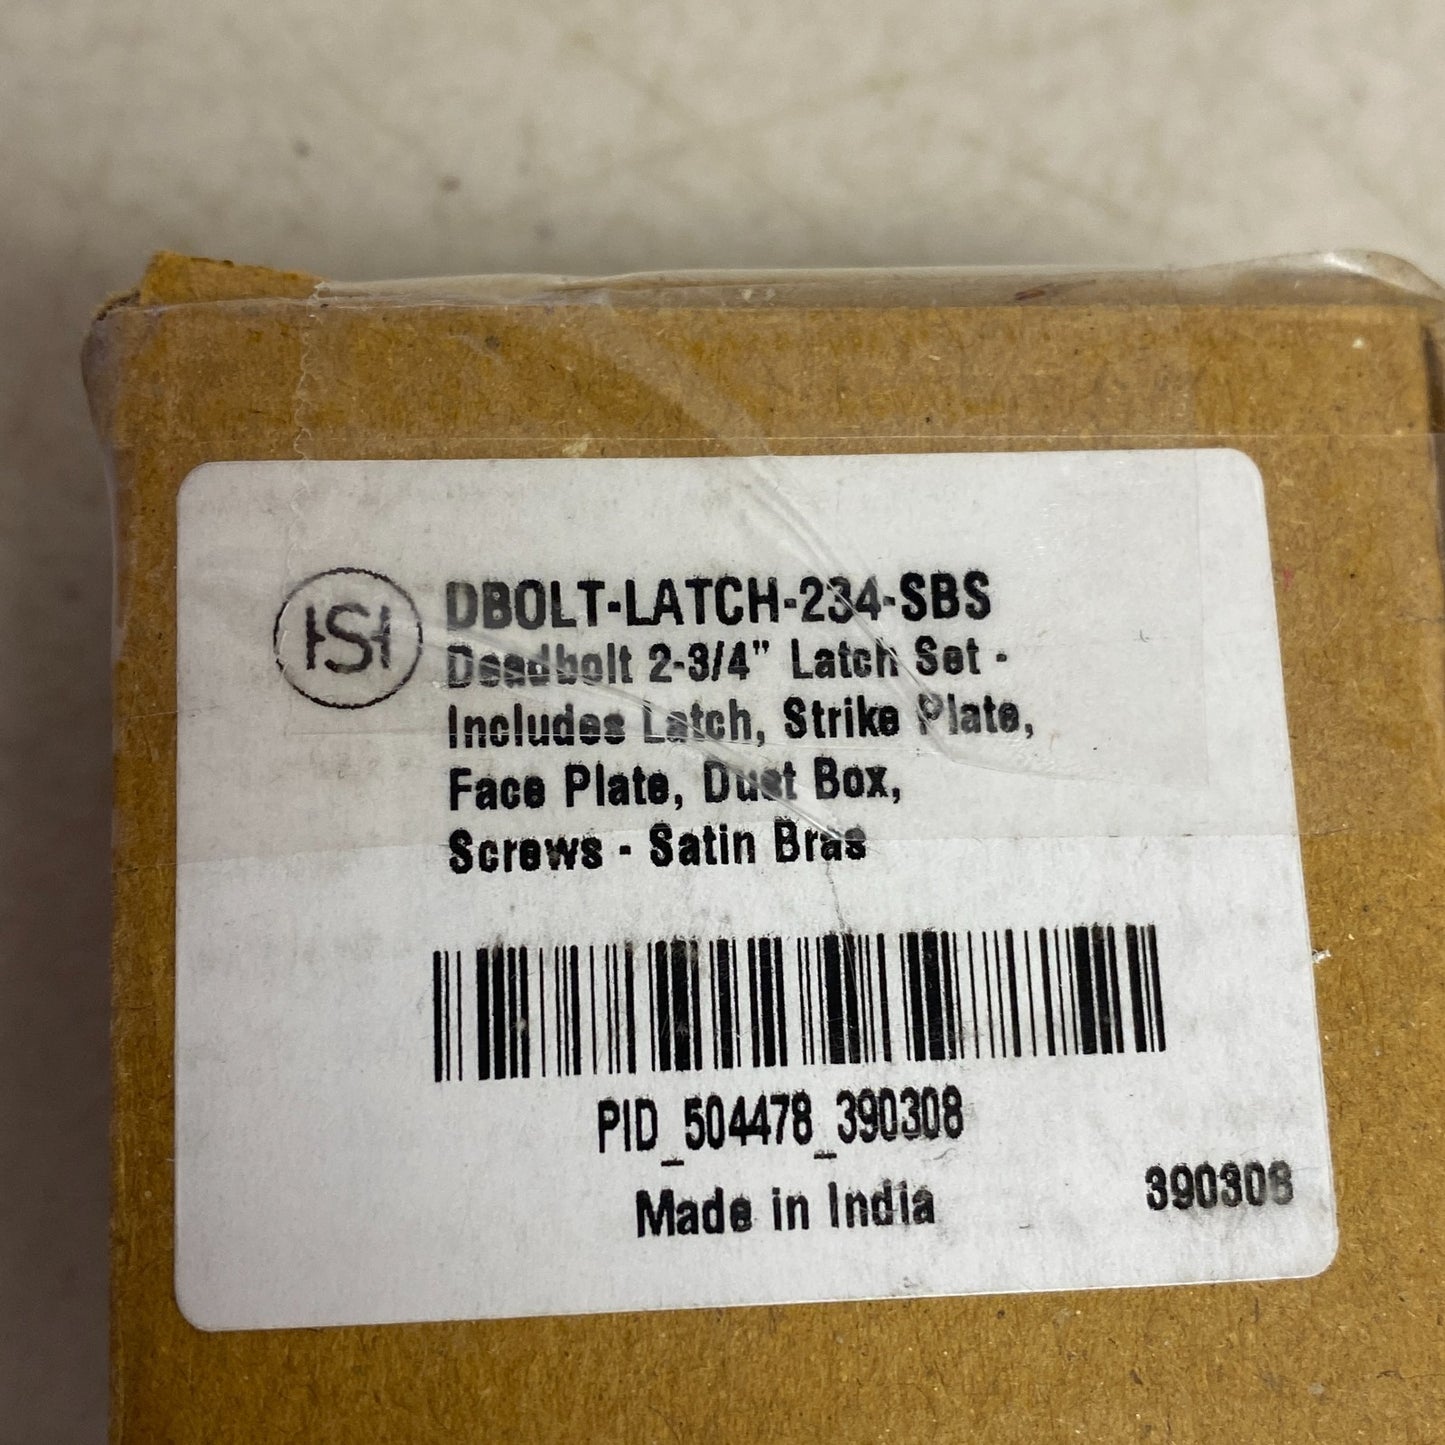 HSH
DBOLT-LATCH-234-SBS
Deadbolt 2-3/4" Latch Set -
Includes Latch, Strike Plate,
Face Plate, Dust Box,
Screws - Satin Bras
PID_504478_390308
Made in India
390308